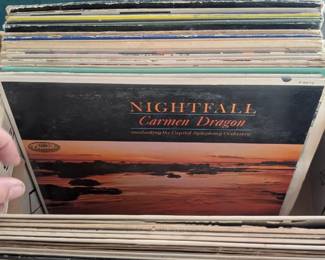 NIGHTFALL
Carmen Dragon
conducting the Capitol Symphony Orchestra